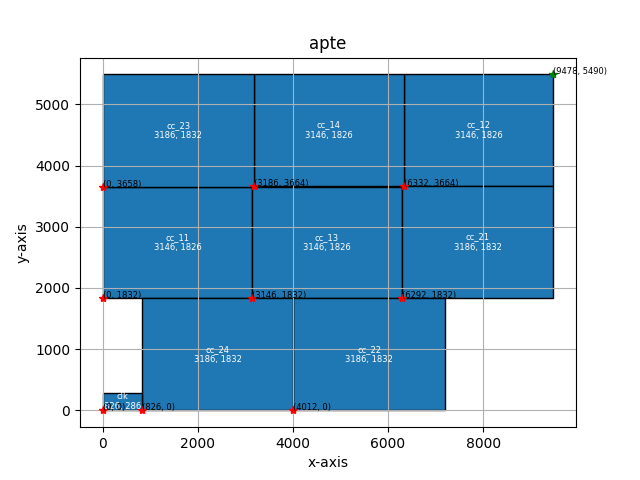 apte
(9478, 5490)
5000
cc_23
3186, 1832
cc_14
3146, 1826
cc_12
3146, 1826
4000
(0, 3658)
(3186, 3664)
(6332, 3664)
y-axis
3000
cc_11
3146, 1826
cc_13
3146, 1826
cc_21
3186, 1832
2000
(0, 1832)
(3146, 1832)
(6292, 1832)
1000
cc_24
3186, 1832
cc_22
3186, 1832
clk
826, 286
0
(826, 0)
(4012, 0)
0
2000
4000
6000
8000
x-axis